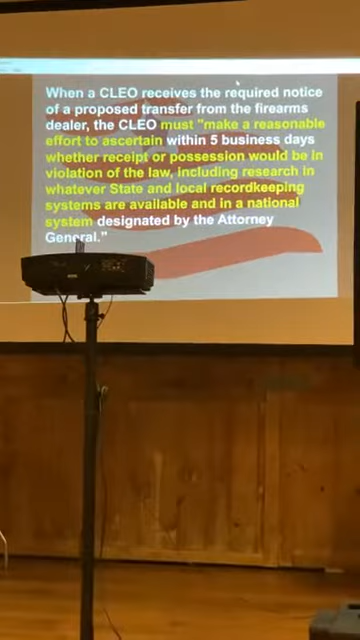 When a CLEO receives the required notice
of a proposed transfer from the firearms
dealer, the CLEO must "make a reasonable
effort to ascertain within 5 business days
whether receipt or possession would be in
violation of the law, including research in
whatever State and local recordkeeping
systems are available and in a national
system designated by the Attorney
General."